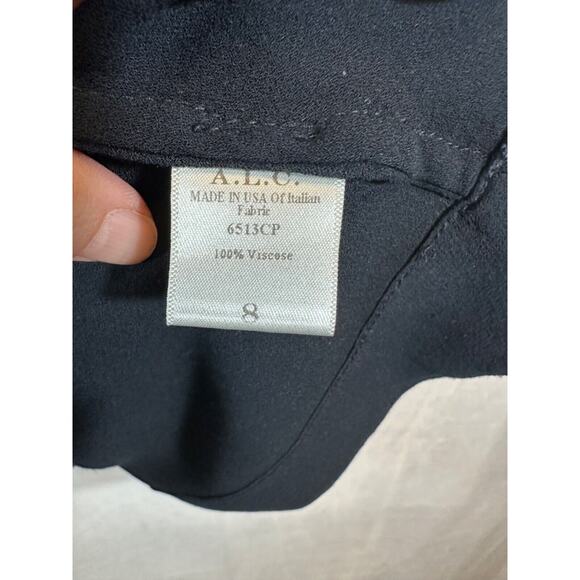 A.L.C.
MADE IN USA Of Italian
Fabric
6513CP
100% Viscose
8